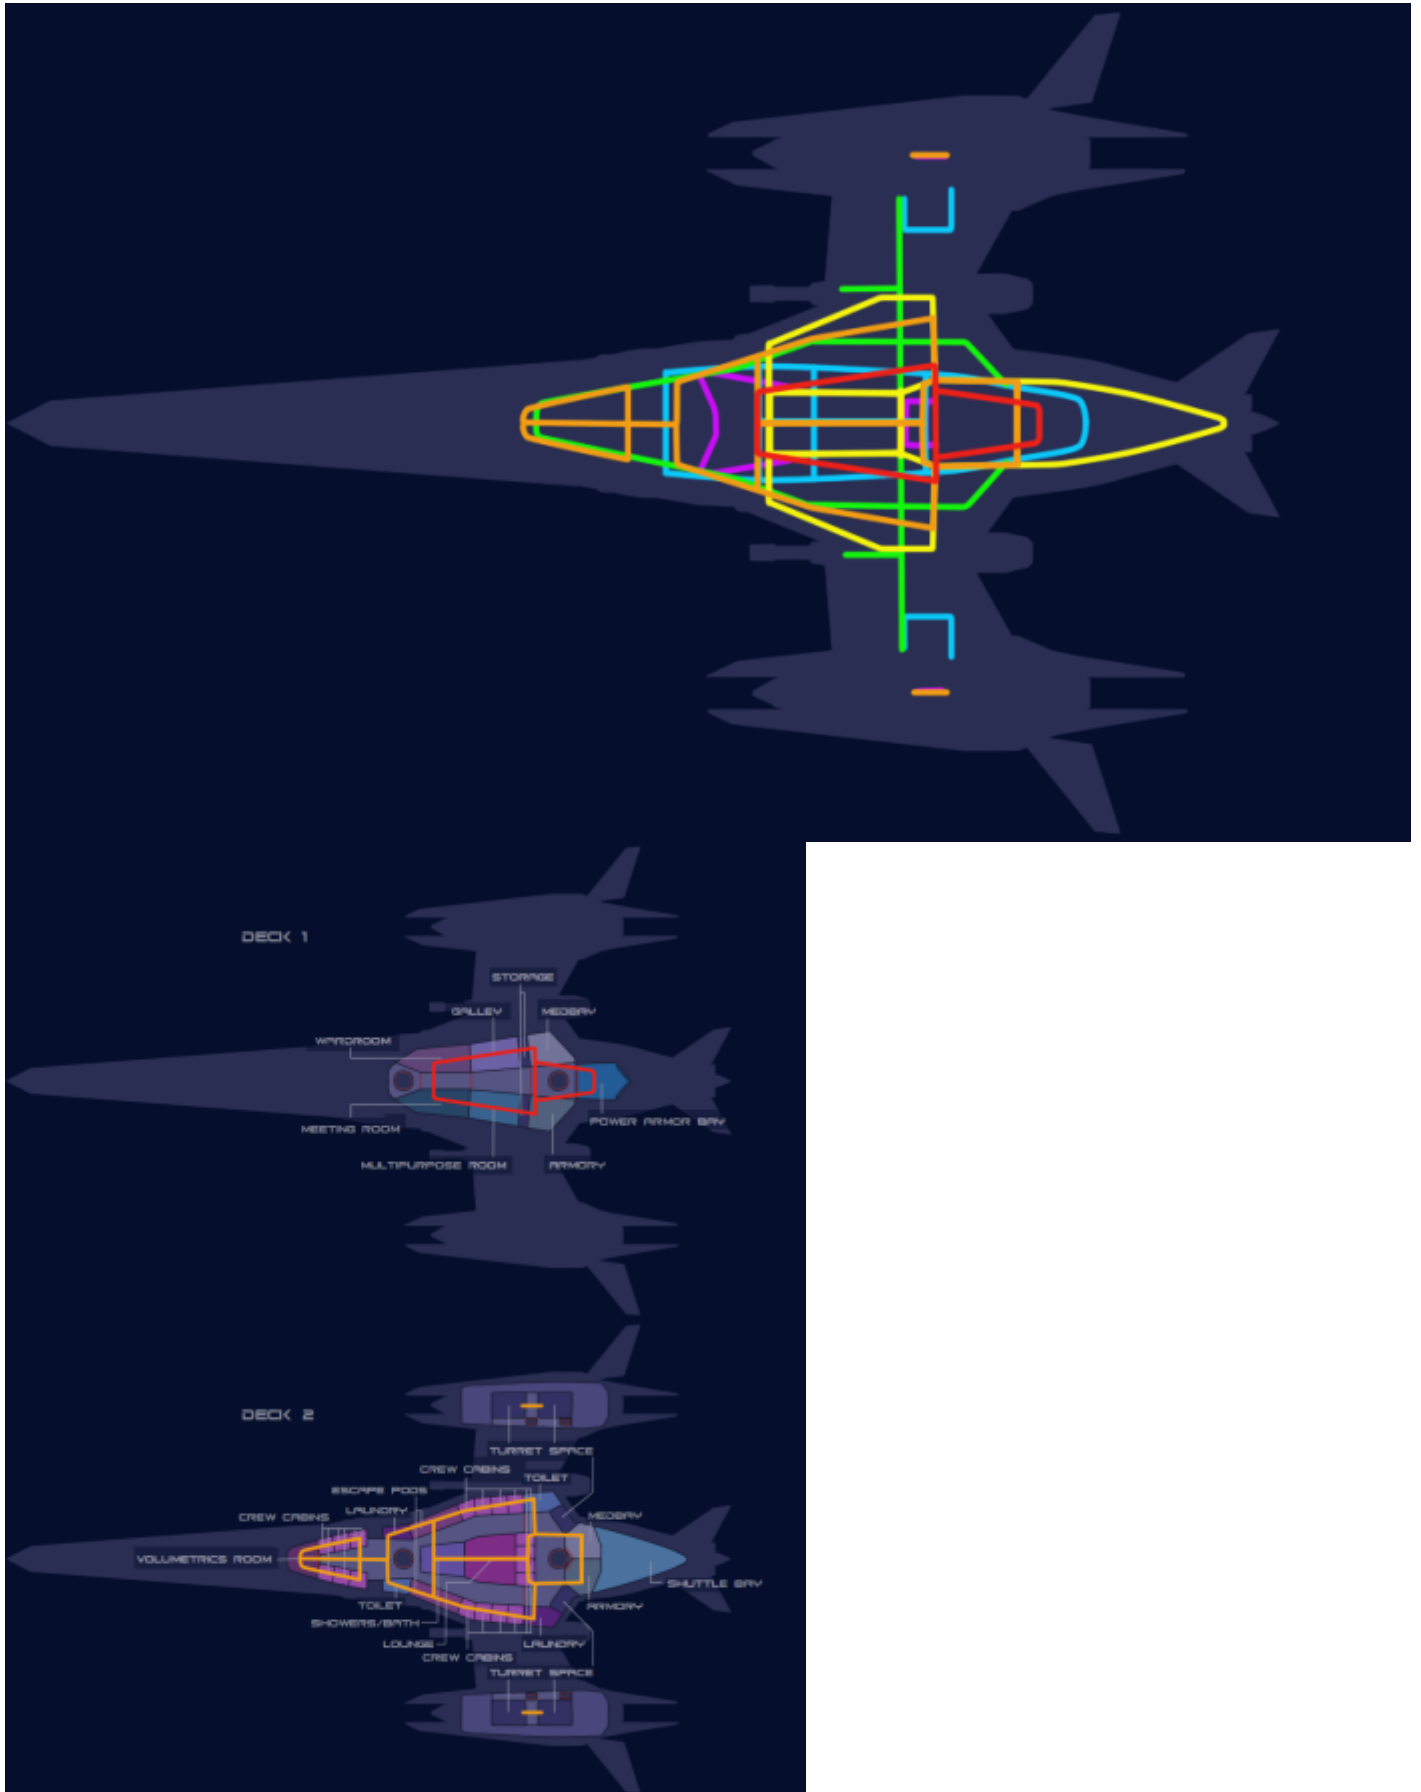 DECK 1
STORAGE
GALLEY
MEDBAY
WARDROOM
MEETING ROOM
POWER ARMOR BAY
MULTIPURPOSE ROOM
ARMORY
DECK 2
TURRET SPACE
CREW CABINS
TOILET
ESCAPE PODS
LAUNDRY
CREW CABINS
MEDBAY
VOLUMETRICS ROOM
SHUTTLE BAY
TOILET
ARMORY
SHOWERS/BATH
LOUNGE
LAUNDRY
CREW CABINS
TURRET SPACE